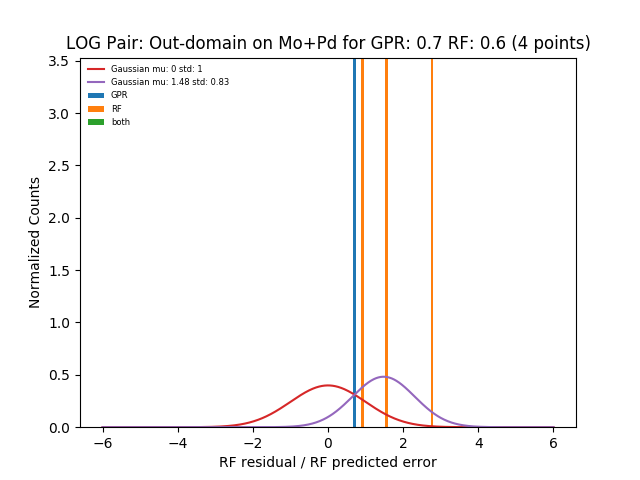 LOG Pair: Out-domain on Mo+Pd for GPR: 0.7 RF: 0.6 (4 points)
Gaussian mu: 0 std: 1
Gaussian mu: 1.48 std: 0.83
GPR
RF
both
Normalized Counts
3.5
3.0
2.5
2.0
1.5
1.0
0.5
0.0
−6 −4 −2 0 2 4 6
RF residual / RF predicted error